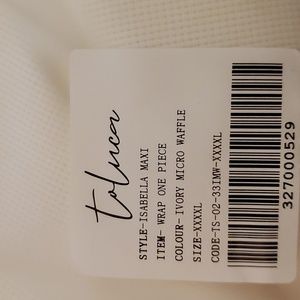 toluca
STYLE-ISABELLA MAXI
ITEM- WRAP ONE PIECE
COLOUR-IVORY MICRO WAFFLE
SIZE-XXXXL
CODE-TS-02-33IMW-XXXXL
327000529